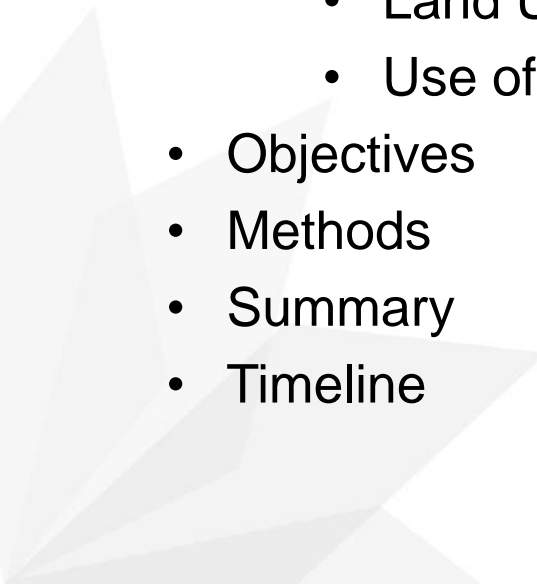 • Land
• Use of
• Objectives
• Methods
• Summary
• Timeline